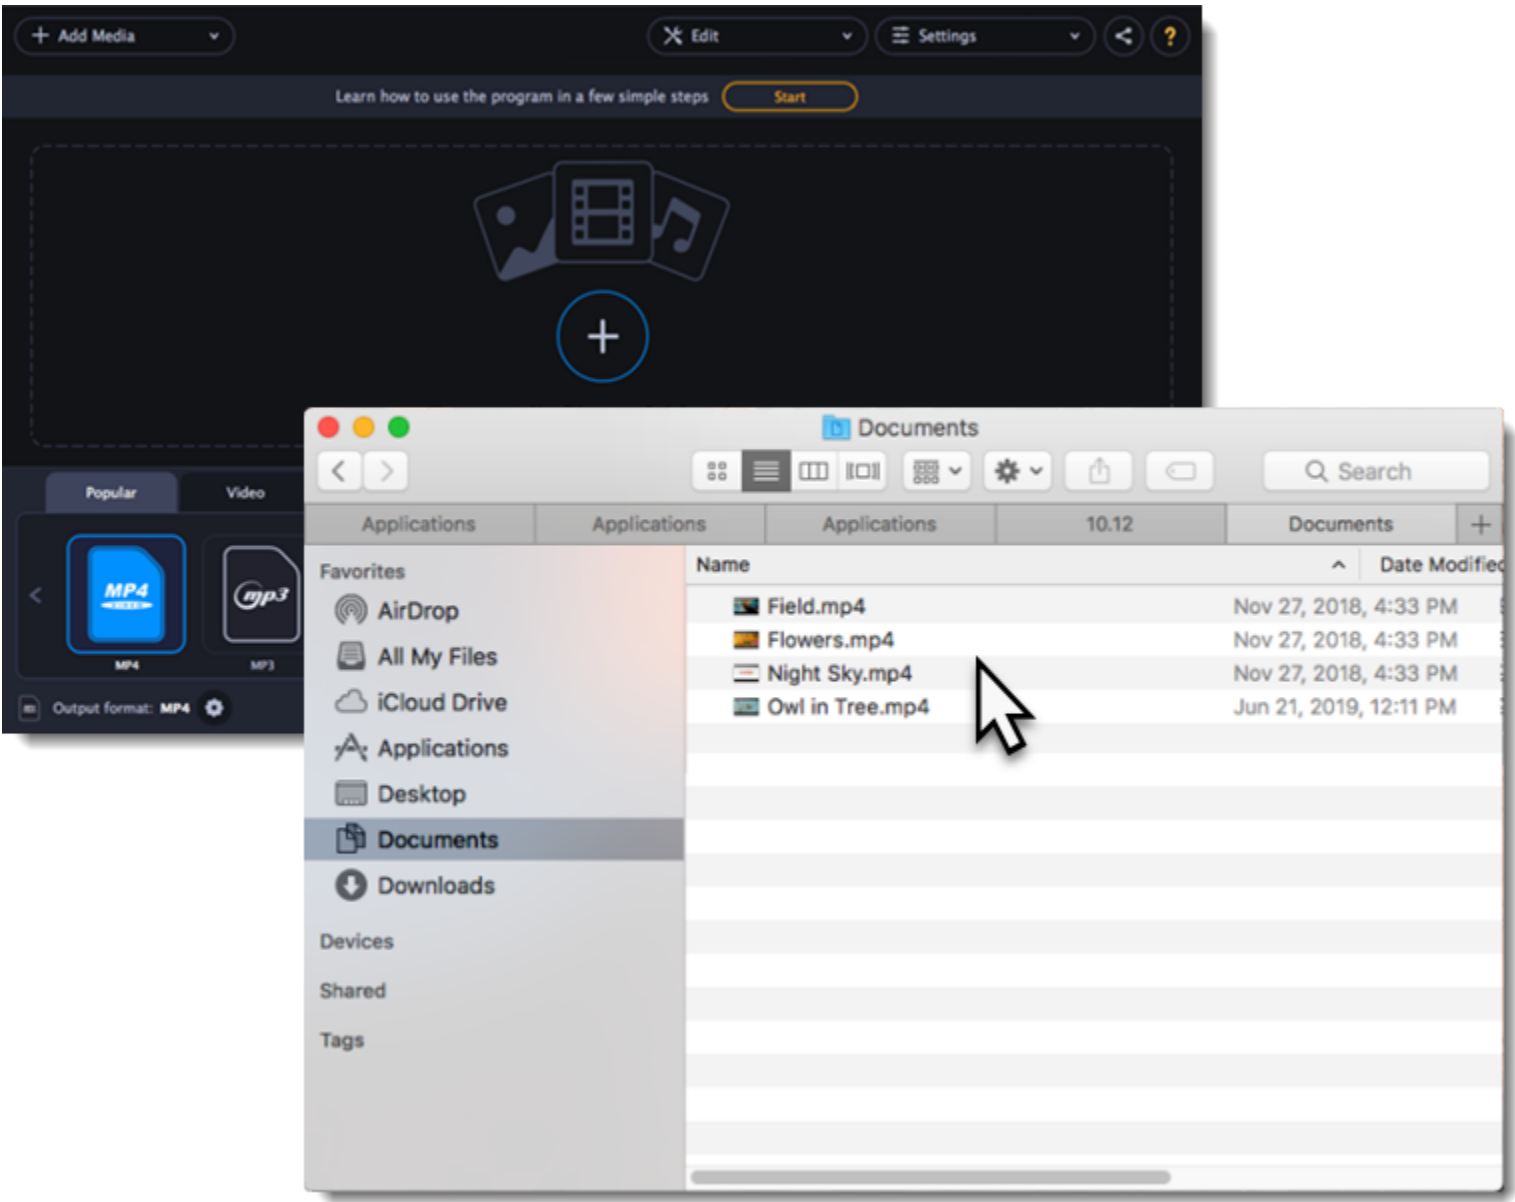 + Add Media
Edit
Settings
?
Learn how to use the program in a few simple steps
Start
Popular
Video
MP4
VIDEO
mp3
MP4
MP3
Output format: MP4
Documents
Search
Applications
Applications
Applications
10.12
Documents
+
Favorites
AirDrop
All My Files
iCloud Drive
Applications
Desktop
Documents
Downloads
Devices
Shared
Tags
Name
Date Modified
Field.mp4
Nov 27, 2018, 4:33 PM
Flowers.mp4
Nov 27, 2018, 4:33 PM
Night Sky.mp4
Nov 27, 2018, 4:33 PM
Owl in Tree.mp4
Jun 21, 2019, 12:11 PM